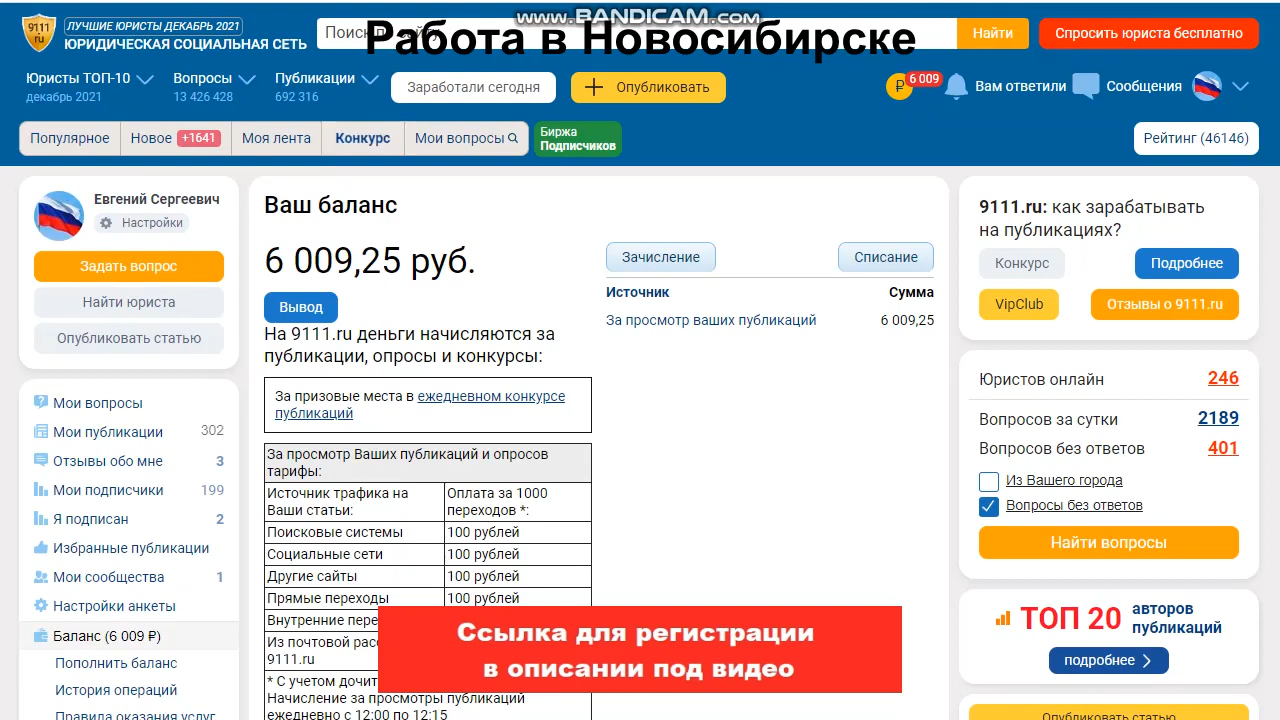 www.BANDICAM.com
Работа в Новосибирске
9111
ru
ЛУЧШИЕ ЮРИСТЫ ДЕКАБРЬ 2021
ЮРИДИЧЕСКАЯ СОЦИАЛЬНАЯ СЕТЬ
Поиск по сайту
Найти
Спросить юриста бесплатно
Юристы ТОП-10
декабрь 2021
Вопросы
13 426 428
Публикации
692 316
Заработали сегодня
Опубликовать
₽
6 009
Вам ответили
Сообщения
Популярное
Новое +1641
Моя лента
Конкурс
Мои вопросы
Биржа
Подписчиков
Рейтинг (46146)
Евгений Сергеевич
Настройки
Задать вопрос
Найти юриста
Опубликовать статью
Мои вопросы
Мои публикации 302
Отзывы обо мне 3
Мои подписчики 199
Я подписан 2
Избранные публикации
Мои сообщества 1
Настройки анкеты
Баланс (6 009 ₽)
Пополнить баланс
История операций
Правила оказания услуг
Ваш баланс
6 009,25 руб.
Вывод
На 9111.ru деньги начисляются за
публикации, опросы и конкурсы:
За призовые места в ежедневном конкурсе
публикаций
За просмотр Ваших публикаций и опросов
тарифы:
Источник трафика на
Ваши статьи:
Оплата за 1000
переходов *:
Поисковые системы 100 рублей
Социальные сети 100 рублей
Другие сайты 100 рублей
Прямые переходы 100 рублей
Внутренние пере
Из почтовой расс
9111.ru
* С учетом дочит
Начисление за просмотры публикаций
ежедневно с 12:00 по 12:15
Зачисление
Списание
Источник Сумма
За просмотр ваших публикаций 6 009,25
Ссылка для регистрации
в описании под видео
9111.ru: как зарабатывать
на публикациях?
Конкурс
Подробнее
VipClub
Отзывы о 9111.ru
Юристов онлайн 246
Вопросов за сутки 2189
Вопросов без ответов 401
Из Вашего города
Вопросы без ответов
Найти вопросы
ТОП 20
авторов
публикаций
подробнее
Опубликовать статью